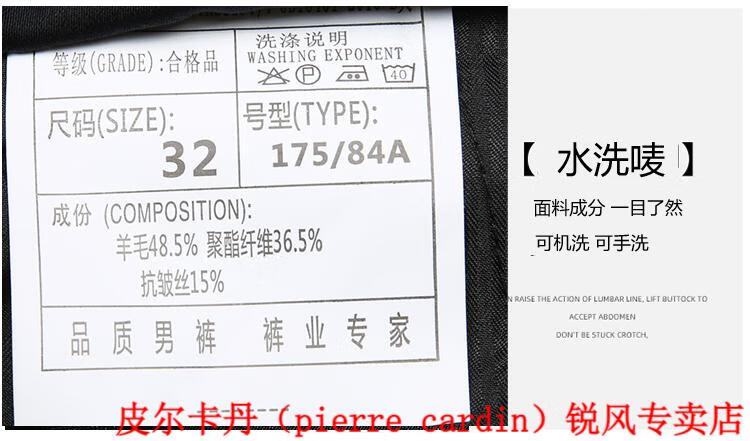 等级(GRADE):合格品
洗涤说明
WASHING EXPONENT
P
40
尺码(SIZE):
32
号型(TYPE):
175/84A
成份 (COMPOSITION):
羊毛48.5% 聚酯纤维36.5%
抗皱丝15%
品质男裤 裤业专家
【 水洗唛 】
面料成分 一目了然
可机洗 可手洗
N RAISE THE ACTION OF LUMBAR LINE, LIFT BUTTOCK TO
ACCEPT ABDOMEN
DON'T BE STUCK CROTCH,
皮尔卡丹（pierre cardin）锐风专卖店